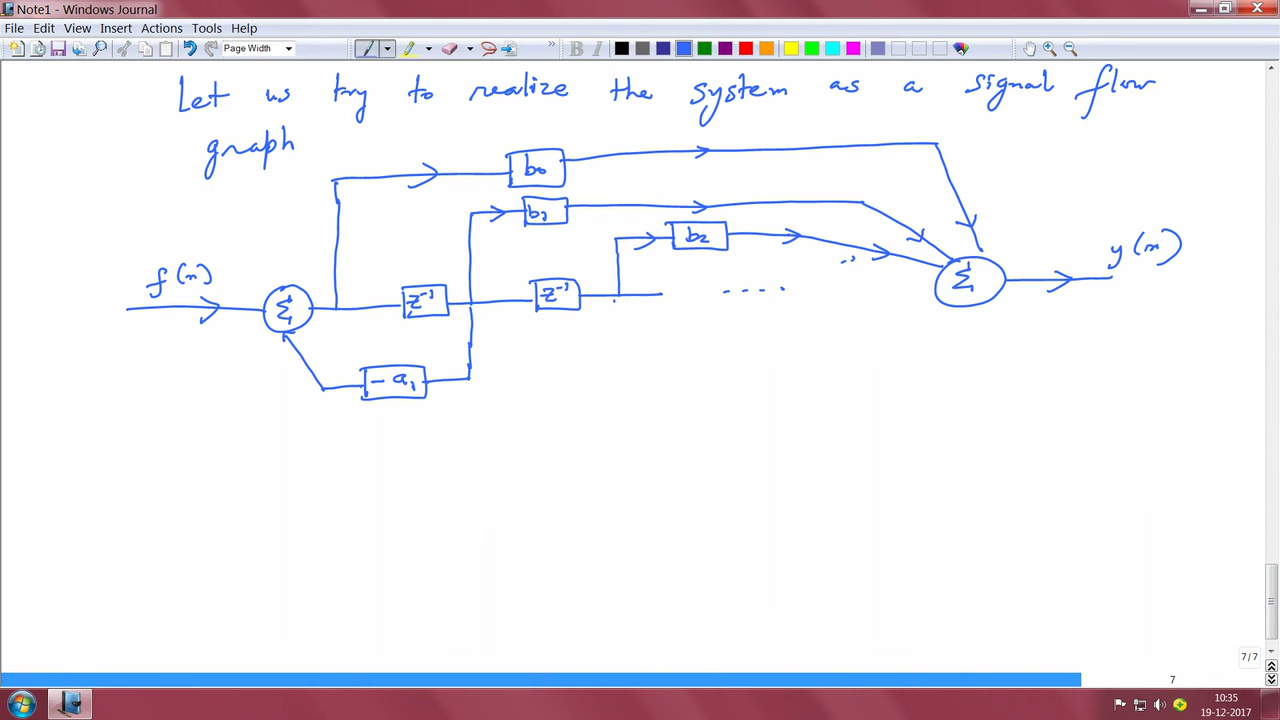 Note1 - Windows Journal
File Edit View Insert Actions Tools Help
Page Width
Let us try to realize the system as a signal flow
graph
b₀
b₁
b₂
f(n)
Σ
z⁻¹
z⁻¹
....
Σ
y(n)
-a₁
7/7
7
10:35
19-12-2017